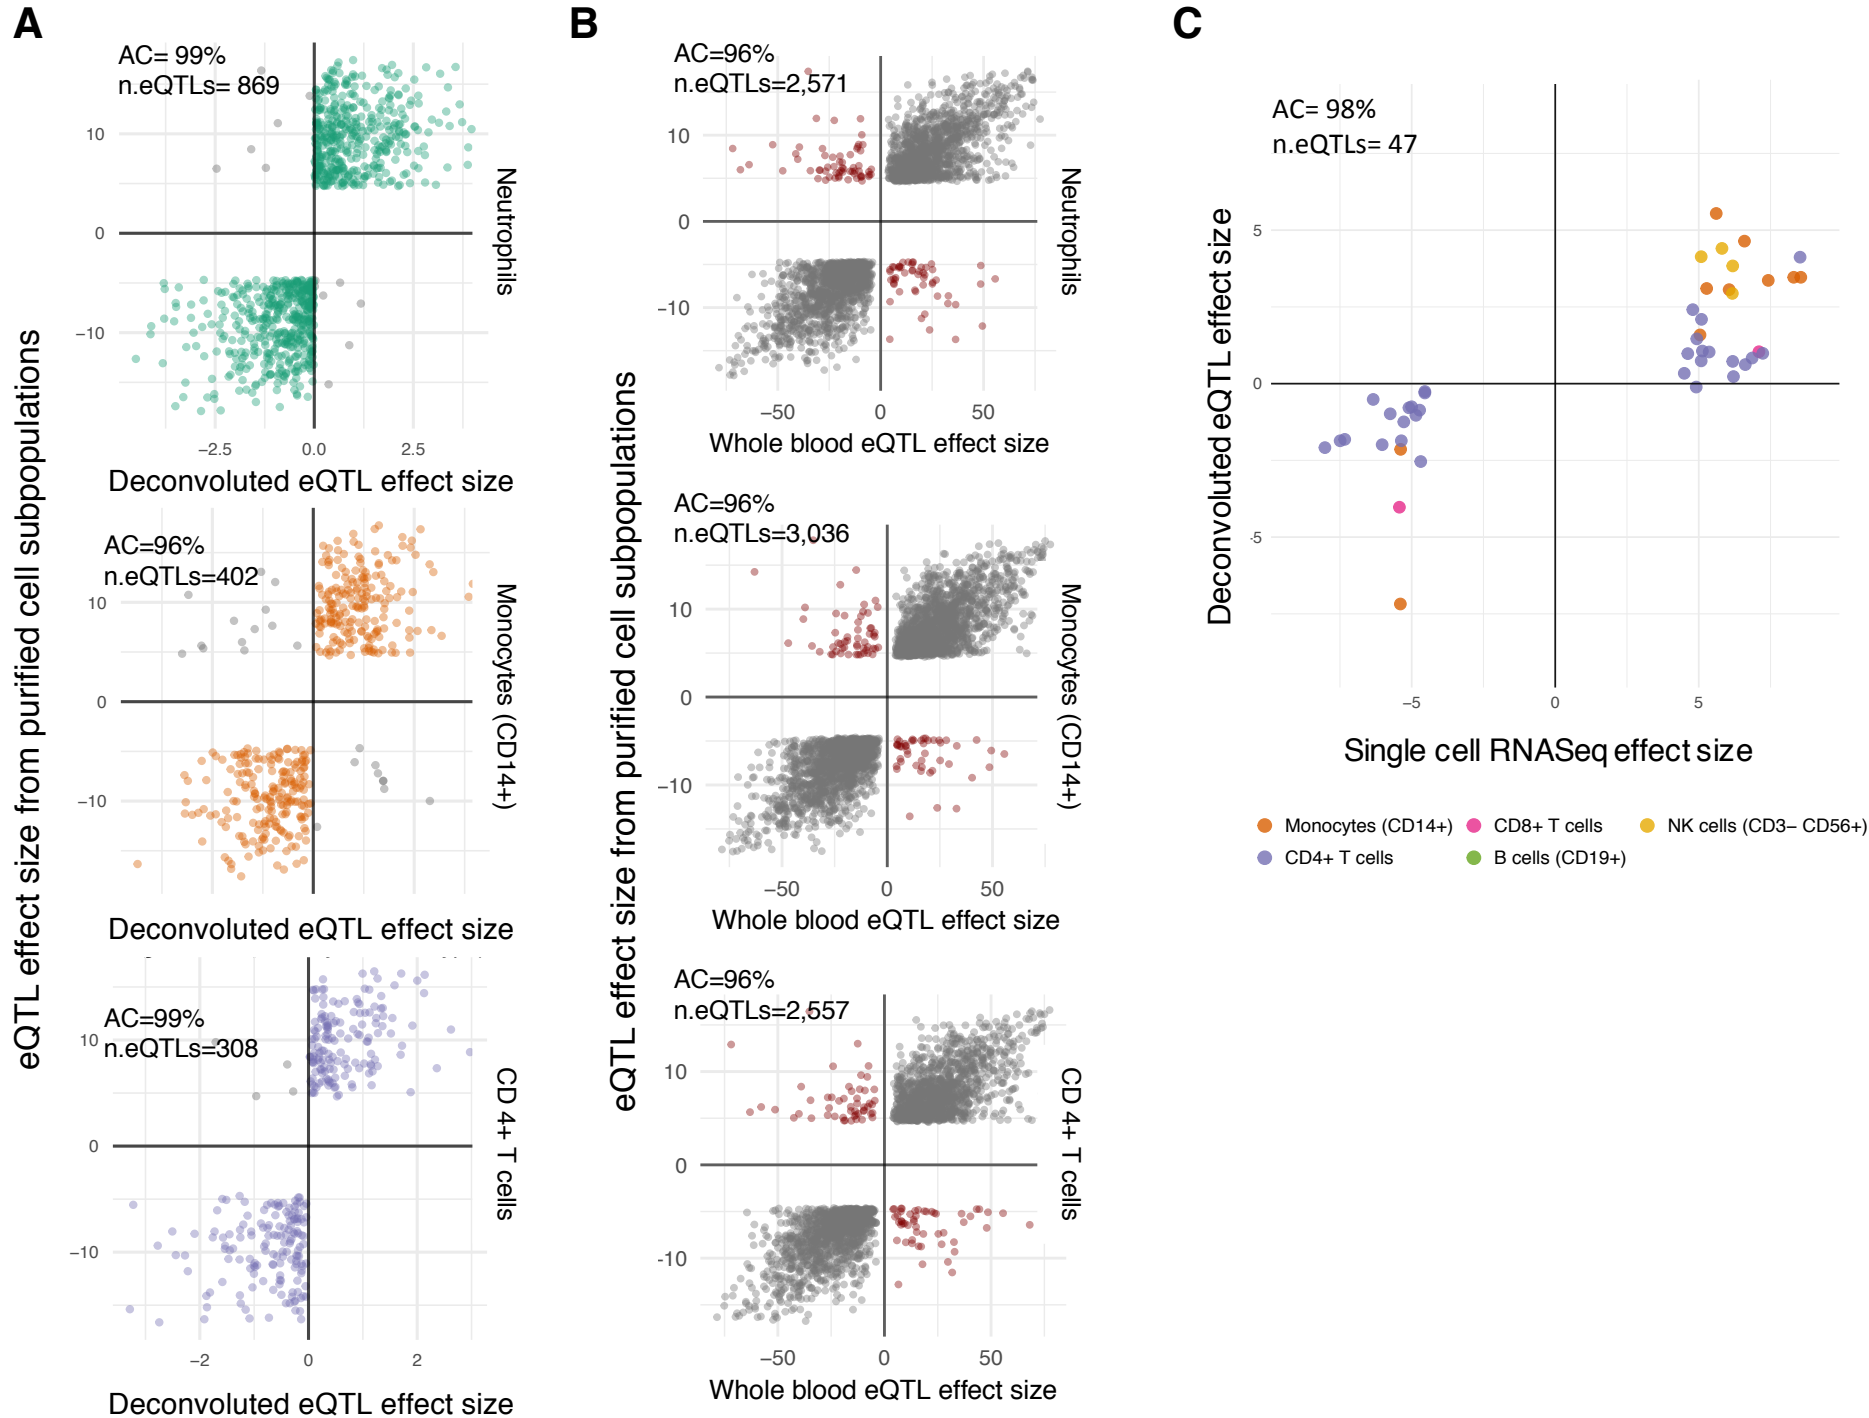 A
AC= 99%
n.eQTLs= 869
10
0
−10
−2.5
0.0
2.5
Neutrophils
Deconvoluted eQTL effect size
AC=96%
n.eQTLs=402
10
0
−10
Monocytes (CD14+)
Deconvoluted eQTL effect size
AC=99%
n.eQTLs=308
10
0
−10
−2
0
2
CD 4+ T cells
Deconvoluted eQTL effect size
eQTL effect size from purified cell subpopulations
B
AC=96%
n.eQTLs=2,571
10
0
−10
−50
0
50
Neutrophils
Whole blood eQTL effect size
AC=96%
n.eQTLs=3,036
10
0
−10
−50
0
50
Monocytes (CD14+)
Whole blood eQTL effect size
AC=96%
n.eQTLs=2,557
10
0
-10
−50
0
50
CD 4+ T cells
Whole blood eQTL effect size
eQTL effect size from purified cell subpopulations
C
AC= 98%
n.eQTLs= 47
5
0
-5
−5
0
5
Deconvoluted eQTL effect size
Single cell RNASeq effect size
Monocytes (CD14+)
CD8+ T cells
NK cells (CD3− CD56+)
CD4+ T cells
B cells (CD19+)